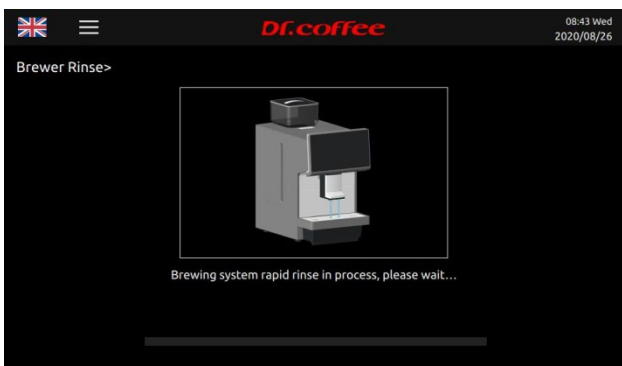 Dr.coffee
08:43 Wed
2020/08/26
Brewer Rinse>
Brewing system rapid rinse in process, please wait...